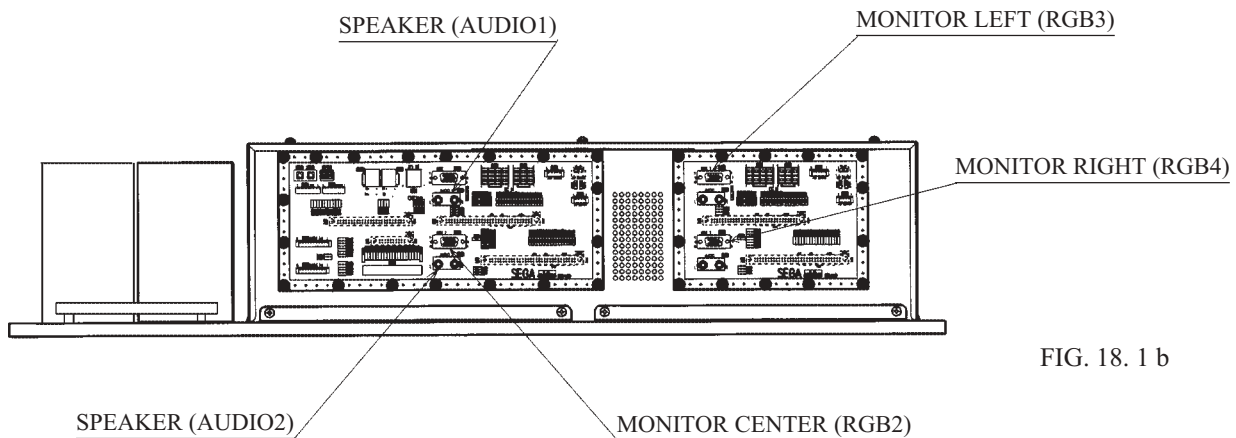 SPEAKER (AUDIO1)
MONITOR LEFT (RGB3)
MONITOR RIGHT (RGB4)
SEGA
SEGA
FIG. 18. 1 b
SPEAKER (AUDIO2)
MONITOR CENTER (RGB2)